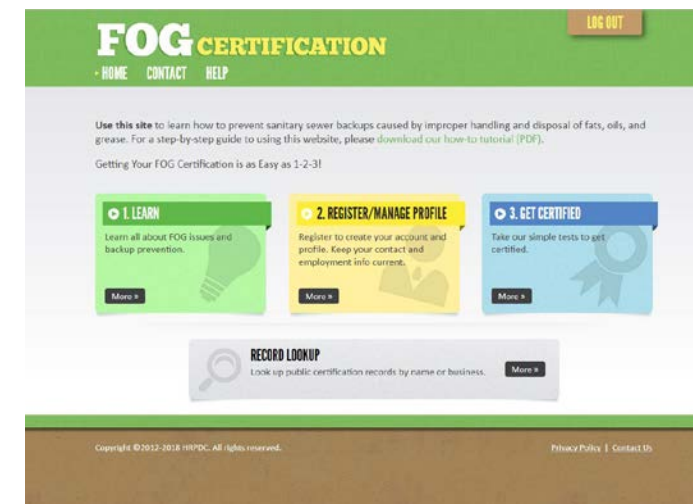 LOG OUT
FOG CERTIFICATION
HOME CONTACT HELP
Use this site to learn how to prevent sanitary sewer backups caused by improper handling and disposal of fats, oils, and
grease. For a step-by-step guide to using this website, please download our how-to tutorial (PDF).
Getting Your FOG Certification is as Easy as 1-2-3!
1. LEARN
Learn all about FOG issues and
backup prevention.
More »
2. REGISTER/MANAGE PROFILE
Register to create your account and
profile. Keep your contact and
employment info current.
More »
3. GET CERTIFIED
Take our simple tests to get
certified.
More »
RECORD LOOKUP
Look up public certification records by name or business.
More »
Copyright ©2012-2018 HRPDC. All rights reserved.
Privacy Policy | Contact Us